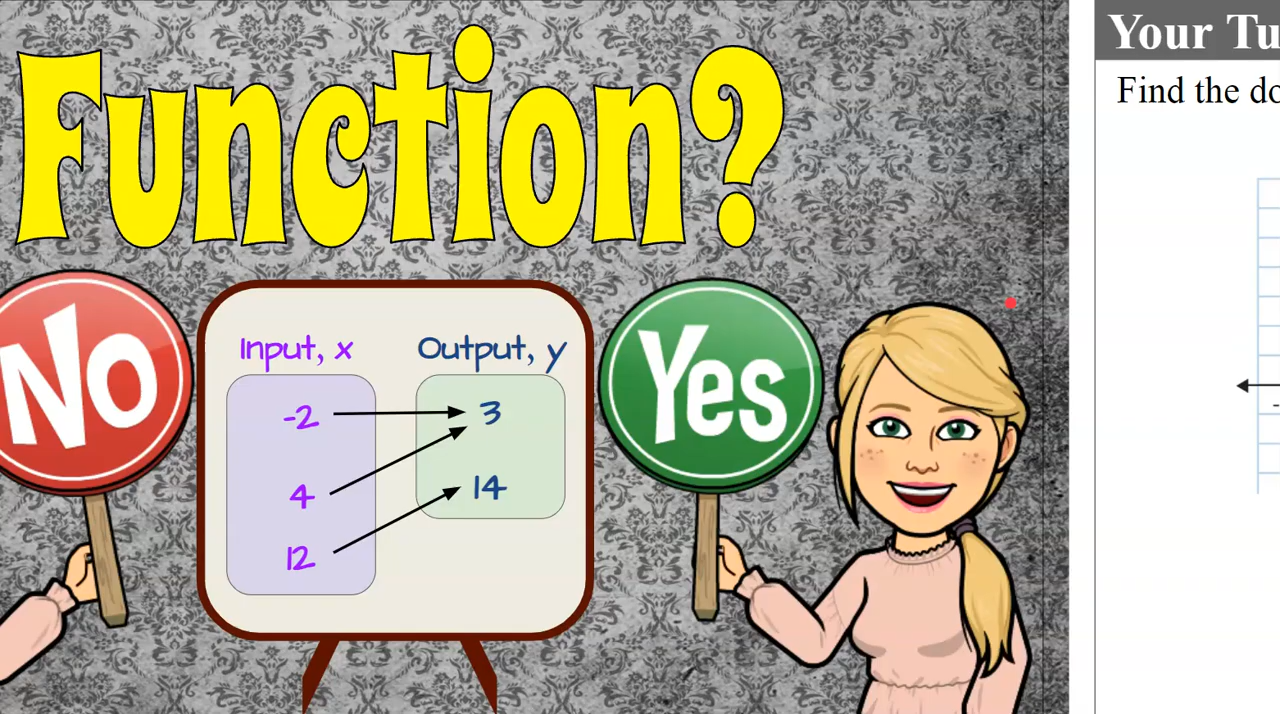 Function?
No
Input, x
Output, y
-2
3
4
14
12
Yes
Your Tu
Find the do
-